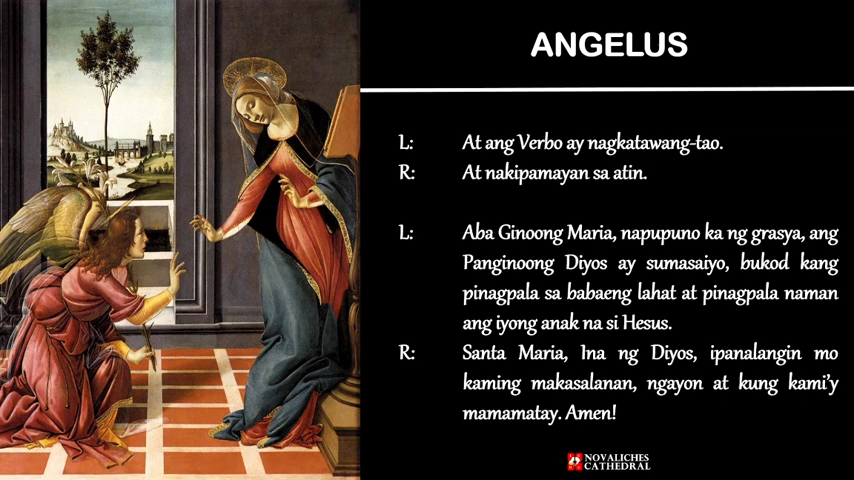 ANGELUS
L: At ang Verbo ay nagkatawang-tao.
R: At nakipamayan sa atin.
L: Aba Ginoong Maria, napupuno ka ng grasya, ang
Panginoong Diyos ay sumasaiyo, bukod kang
pinagpala sa babaeng lahat at pinagpala naman
ang iyong anak na si Hesus.
R: Santa Maria, Ina ng Diyos, ipanalangin mo
kaming makasalanan, ngayon at kung kami'y
mamamatay. Amen!
NOVALICHES
CATHEDRAL